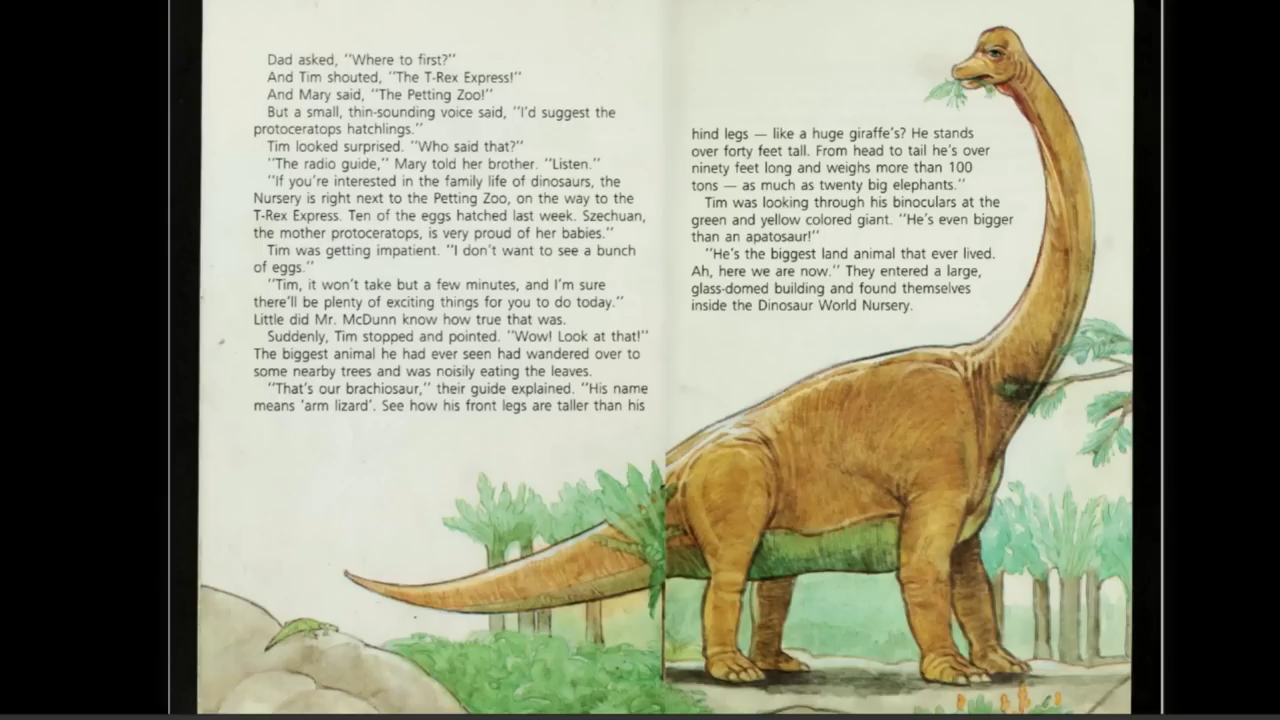 Dad asked, "Where to first?"
And Tim shouted, "The T-Rex Express!"
And Mary said, "The Petting Zoo!"
But a small, thin-sounding voice said, "I'd suggest the
protoceratops hatchlings."
Tim looked surprised. "Who said that?"
"The radio guide," Mary told her brother. "Listen."
"If you're interested in the family life of dinosaurs, the
Nursery is right next to the Petting Zoo, on the way to the
T-Rex Express. Ten of the eggs hatched last week. Szechuan,
the mother protoceratops, is very proud of her babies."
Tim was getting impatient. "I don't want to see a bunch
of eggs."
"Tim, it won't take but a few minutes, and I'm sure
there'll be plenty of exciting things for you to do today."
Little did Mr. McDunn know how true that was.
Suddenly, Tim stopped and pointed. "Wow! Look at that!"
The biggest animal he had ever seen had wandered over to
some nearby trees and was noisily eating the leaves.
"That's our brachiosaur," their guide explained. "His name
means 'arm lizard'. See how his front legs are taller than his
hind legs — like a huge giraffe's? He stands
over forty feet tall. From head to tail he's over
ninety feet long and weighs more than 100
tons — as much as twenty big elephants."
Tim was looking through his binoculars at the
green and yellow colored giant. "He's even bigger
than an apatosaur!"
"He's the biggest land animal that ever lived.
Ah, here we are now." They entered a large,
glass-domed building and found themselves
inside the Dinosaur World Nursery.